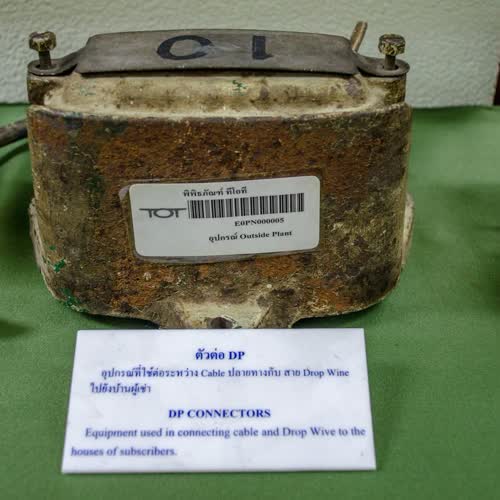 10
พิพิธภัณฑ์ ทีโอที
TOT
E0PN000005
อุปกรณ์ Outside Plant
ตัวต่อ DP
อุปกรณ์ที่ใช้ต่อระหว่าง Cable ปลายทางกับ สาย Drop Wine
ไปยังบ้านผู้เช่า
DP CONNECTORS
Equipment used in connecting cable and Drop Wive to the
houses of subscribers.